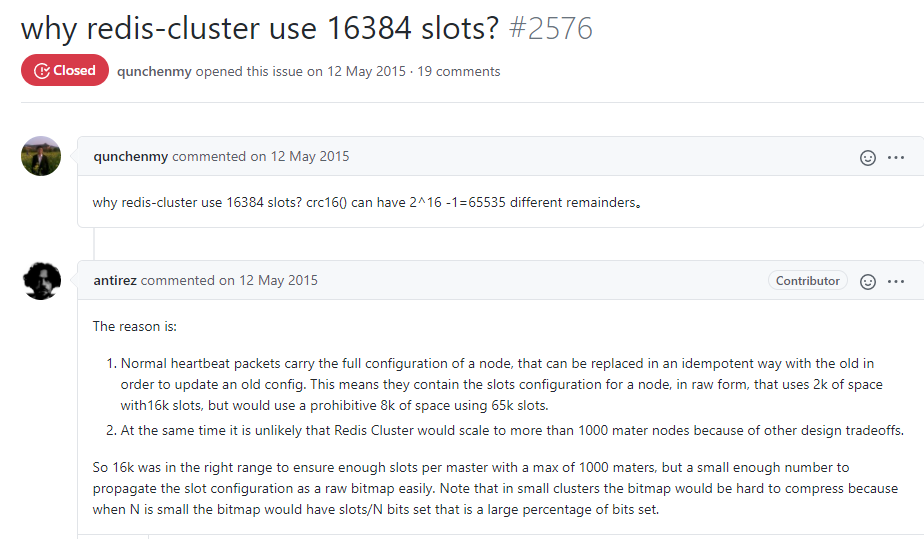 why redis-cluster use 16384 slots? #2576
Closed qunchenmy opened this issue on 12 May 2015 · 19 comments
qunchenmy commented on 12 May 2015
why redis-cluster use 16384 slots? crc16() can have 2^16 -1=65535 different remainders。
antirez commented on 12 May 2015 Contributor
The reason is:
1. Normal heartbeat packets carry the full configuration of a node, that can be replaced in an idempotent way with the old in
order to update an old config. This means they contain the slots configuration for a node, in raw form, that uses 2k of space
with16k slots, but would use a prohibitive 8k of space using 65k slots.
2. At the same time it is unlikely that Redis Cluster would scale to more than 1000 mater nodes because of other design tradeoffs.
So 16k was in the right range to ensure enough slots per master with a max of 1000 maters, but a small enough number to
propagate the slot configuration as a raw bitmap easily. Note that in small clusters the bitmap would be hard to compress because
when N is small the bitmap would have slots/N bits set that is a large percentage of bits set.